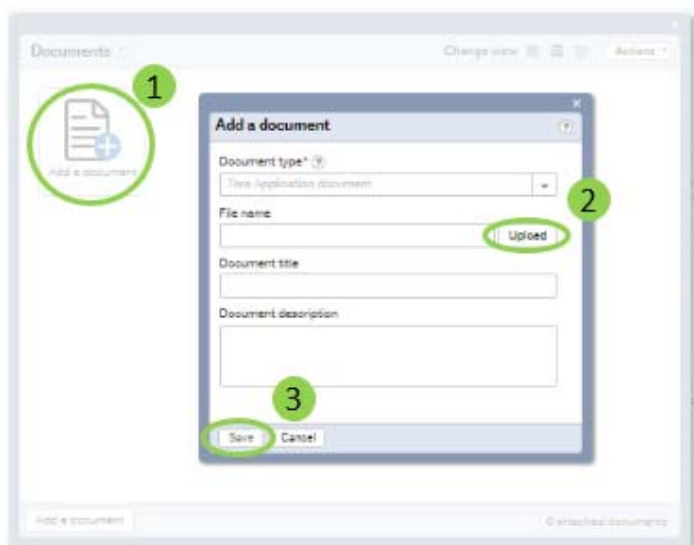 Documents
Change view
Actions
1
Add a document
Add a document
Document type*
Tree Application document
2
File name
Upload
Document title
Document description
3
Save Cancel
Add a document
0 attached documents